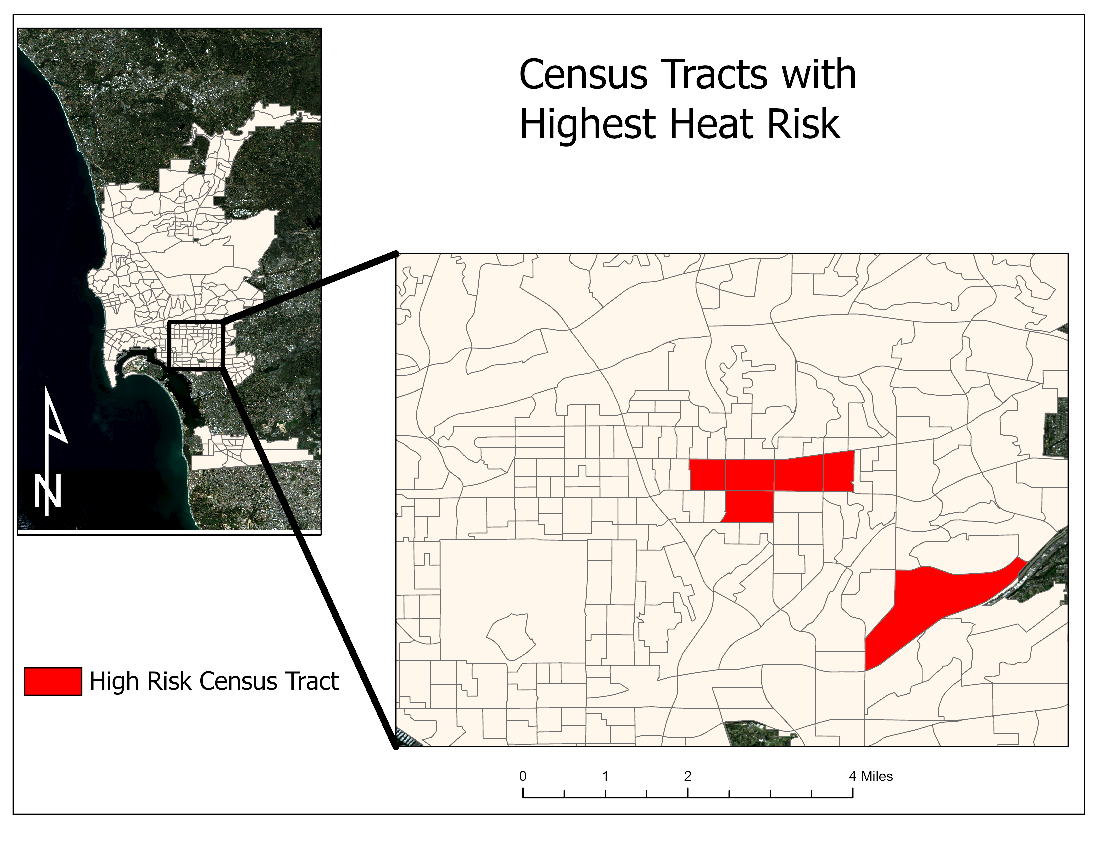 Census Tracts with
Highest Heat Risk
N
High Risk Census Tract
0 1 2 4 Miles